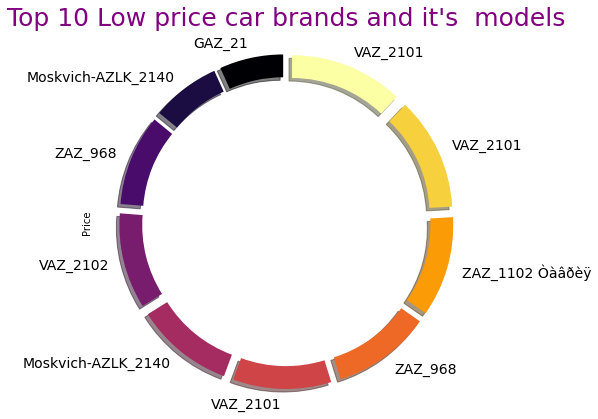 Top 10 Low price car brands and it's  models
GAZ_21
VAZ_2101
Moskvich-AZLK_2140
VAZ_2101
ZAZ_968
Price
VAZ_2102
ZAZ_1102 Òàâðèÿ
Moskvich-AZLK_2140
ZAZ_968
VAZ_2101